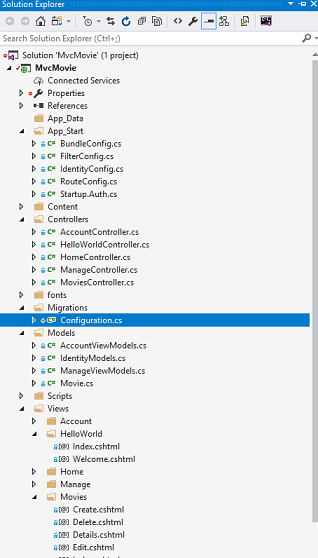 Solution Explorer
Search Solution Explorer (Ctrl+;)
Solution 'MvcMovie' (1 project)
MvcMovie
Connected Services
Properties
References
App_Data
App_Start
C# BundleConfig.cs
C# FilterConfig.cs
C# IdentityConfig.cs
C# RouteConfig.cs
C# Startup.Auth.cs
Content
Controllers
C# AccountController.cs
C# HelloWorldController.cs
C# HomeController.cs
C# ManageController.cs
C# MoviesController.cs
fonts
Migrations
C# Configuration.cs
Models
C# AccountViewModels.cs
C# IdentityModels.cs
C# ManageViewModels.cs
C# Movie.cs
Scripts
Views
Account
HelloWorld
[@] Index.cshtml
[@] Welcome.cshtml
Home
Manage
Movies
[@] Create.cshtml
[@] Delete.cshtml
[@] Details.cshtml
[@] Edit.cshtml